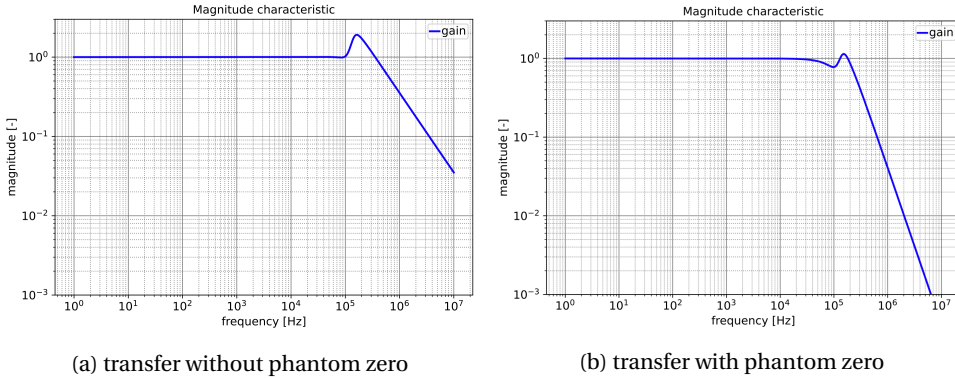 Magnitude characteristic
gain
10^0
10^-1
10^-2
10^-3
magnitude [-]
10^0 10^1 10^2 10^3 10^4 10^5 10^6 10^7
frequency [Hz]
(a) transfer without phantom zero
Magnitude characteristic
gain
10^0
10^-1
10^-2
10^-3
magnitude [-]
10^0 10^1 10^2 10^3 10^4 10^5 10^6 10^7
frequency [Hz]
(b) transfer with phantom zero